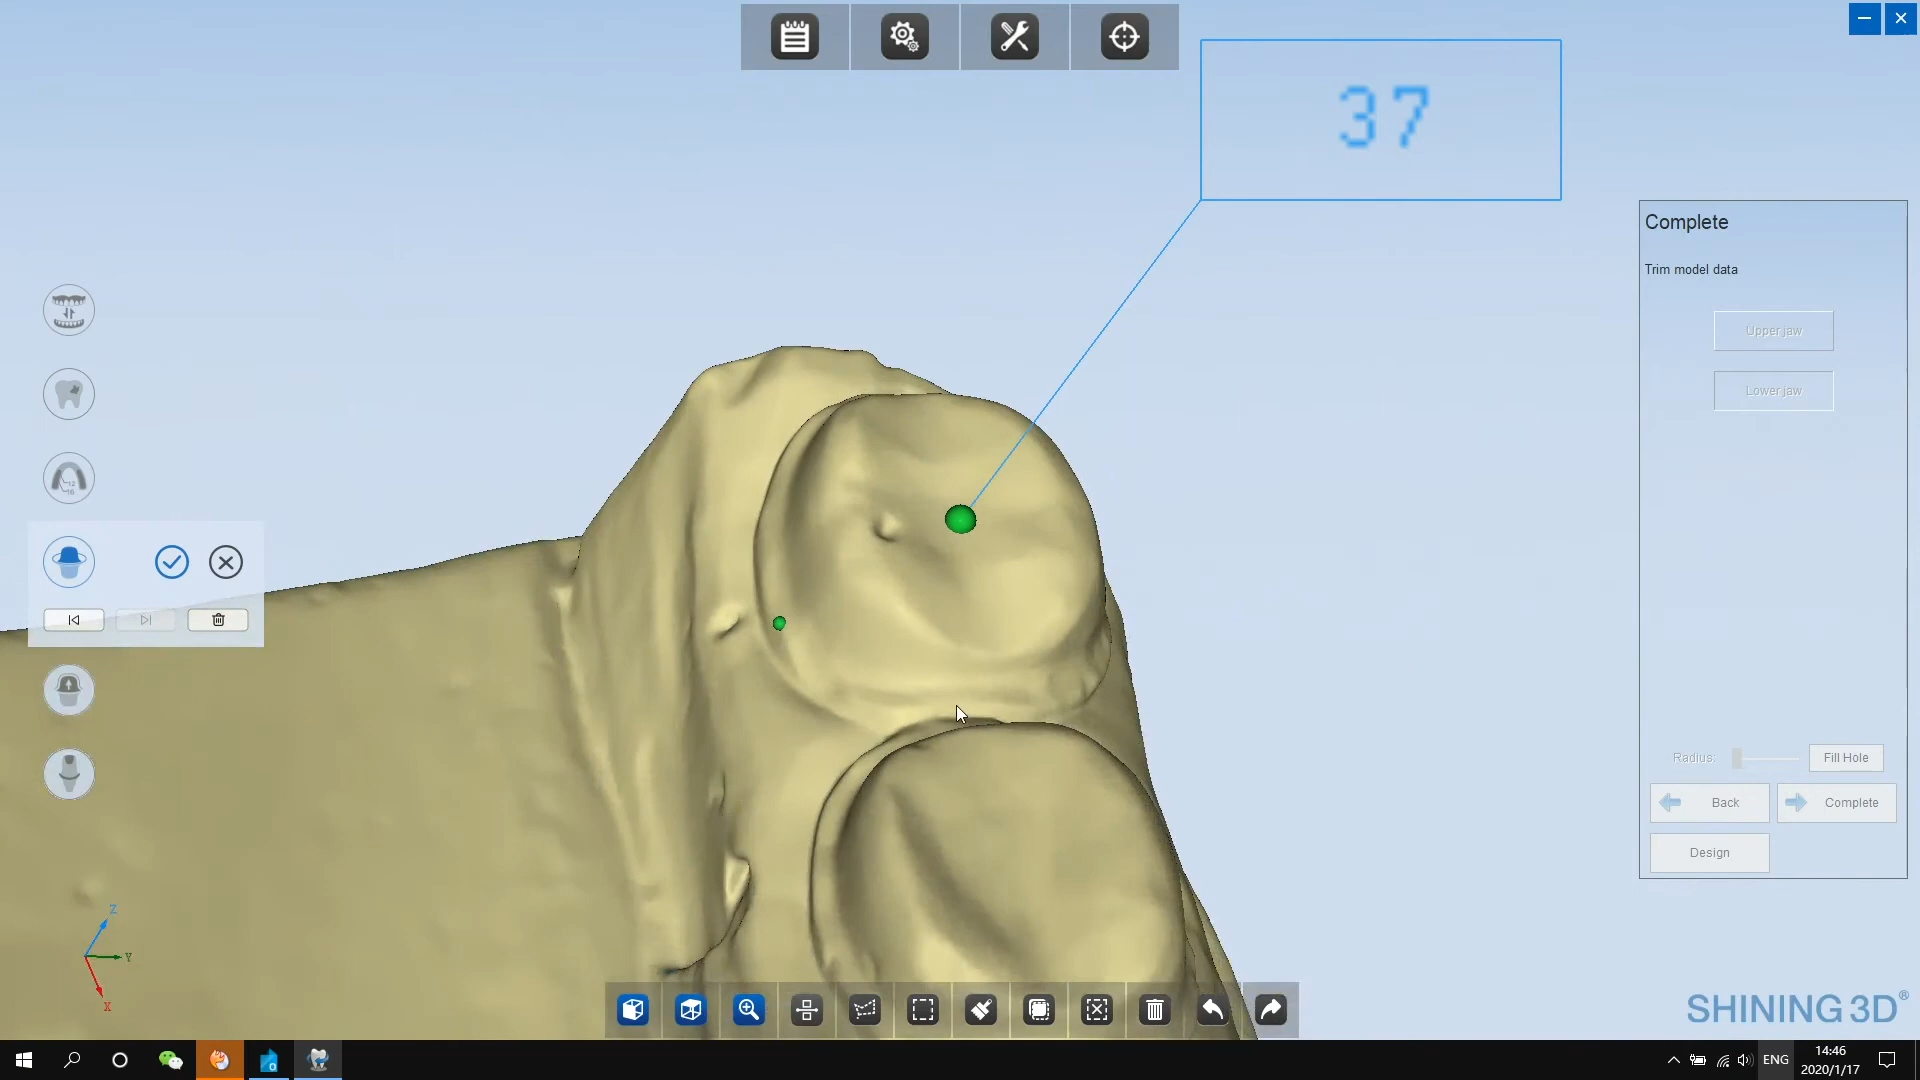 37
Complete
Trim model data
Upper jaw
Lower jaw
Radius:
Fill Hole
Back
Complete
Design
Z
Y
X
SHINING 3D®
ENG
14:46
2020/1/17